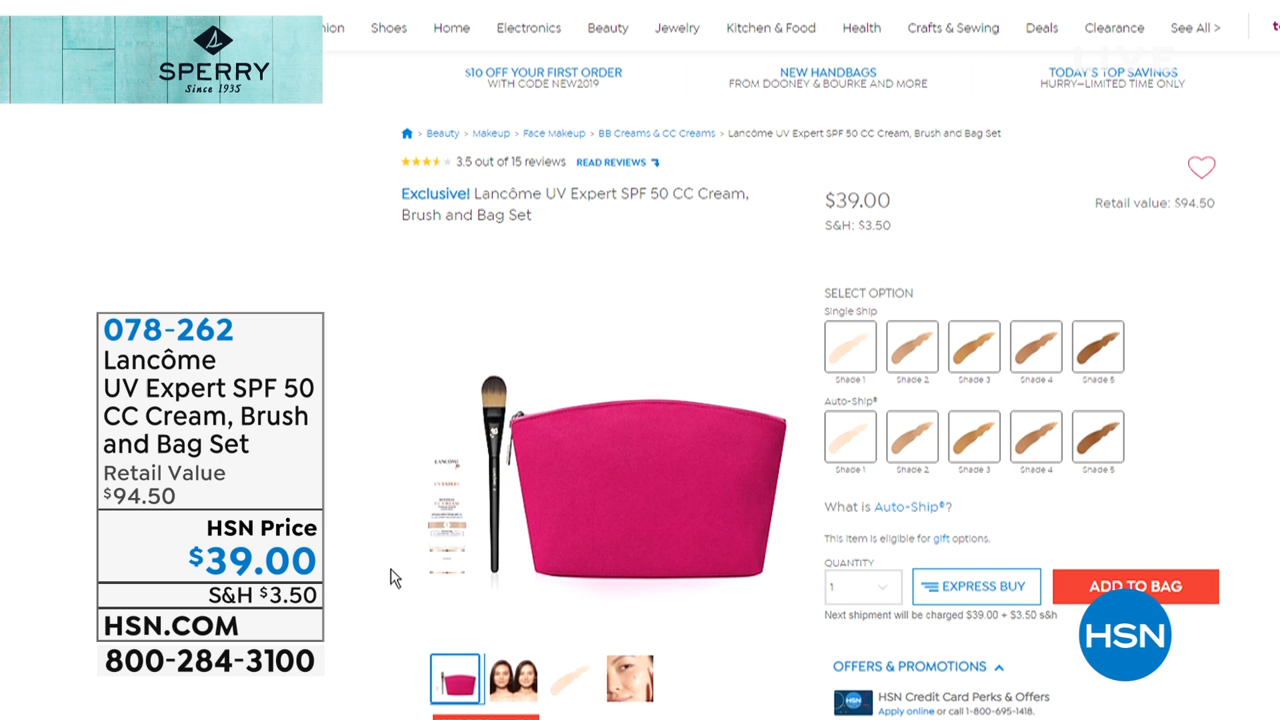 SPERRY
Since 1935
Shoes
Home
Electronics
Beauty
Jewelry
Kitchen & Food
Health
Crafts & Sewing
Deals
Clearance
See All >
LIVE
$10 OFF YOUR FIRST ORDER
WITH CODE NEW2019
NEW HANDBAGS
FROM DOONEY & BOURKE AND MORE
TODAY'S TOP SAVINGS
HURRY—LIMITED TIME ONLY
> Beauty > Makeup > Face Makeup > BB Creams & CC Creams > Lancôme UV Expert SPF 50 CC Cream, Brush and Bag Set
3.5 out of 15 reviews READ REVIEWS
Exclusive! Lancôme UV Expert SPF 50 CC Cream,
Brush and Bag Set
$39.00
Retail value: $94.50
S&H: $3.50
SELECT OPTION
Single Ship
Shade 1
Shade 2
Shade 3
Shade 4
Shade 5
Auto-Ship®
Shade 1
Shade 2
Shade 3
Shade 4
Shade 5
What is Auto-Ship®?
This item is eligible for gift options.
QUANTITY
1
EXPRESS BUY
ADD TO BAG
Next shipment will be charged $39.00 + $3.50 s&h
OFFERS & PROMOTIONS
HSN
HSN Credit Card Perks & Offers
Apply online or call 1-800-695-1418.
HSN
LANCÔME
UV EXPERT
CC CREAM
078-262
Lancôme
UV Expert SPF 50
CC Cream, Brush
and Bag Set
Retail Value
$94.50
HSN Price
$39.00
S&H $3.50
HSN.COM
800-284-3100